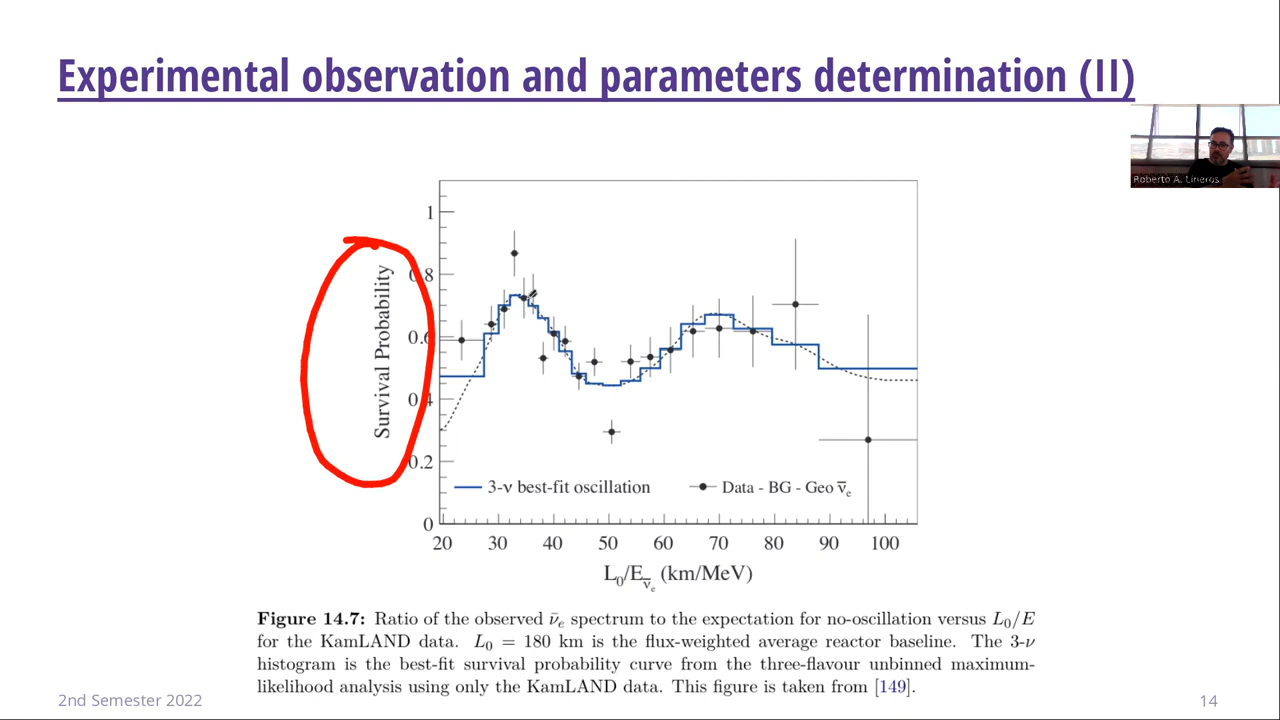 Experimental observation and parameters determination (II)
Roberto A. Lineros
Survival Probability
1
0.8
0.6
0.4
0.2
0
3-ν best-fit oscillation
Data - BG - Geo ν̅e
20 30 40 50 60 70 80 90 100
L0/Eν̅e (km/MeV)
Figure 14.7: Ratio of the observed ν̄e spectrum to the expectation for no-oscillation versus L0/E
for the KamLAND data. L0 = 180 km is the flux-weighted average reactor baseline. The 3-ν
histogram is the best-fit survival probability curve from the three-flavour unbinned maximum-
likelihood analysis using only the KamLAND data. This figure is taken from [149].
2nd Semester 2022
14